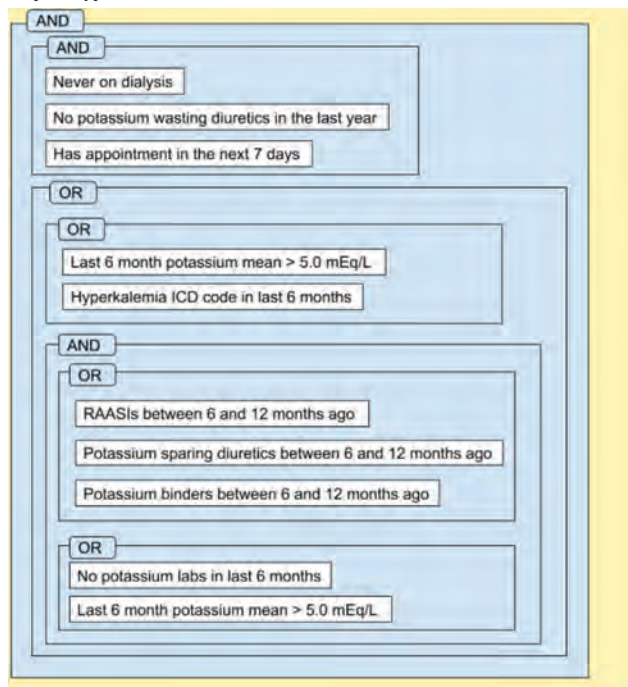 AND
AND
Never on dialysis
No potassium wasting diuretics in the last year
Has appointment in the next 7 days
OR
OR
Last 6 month potassium mean > 5.0 mEq/L
Hyperkalemia ICD code in last 6 months
AND
OR
RAASIs between 6 and 12 months ago
Potassium sparing diuretics between 6 and 12 months ago
Potassium binders between 6 and 12 months ago
OR
No potassium labs in last 6 months
Last 6 month potassium mean > 5.0 mEq/L